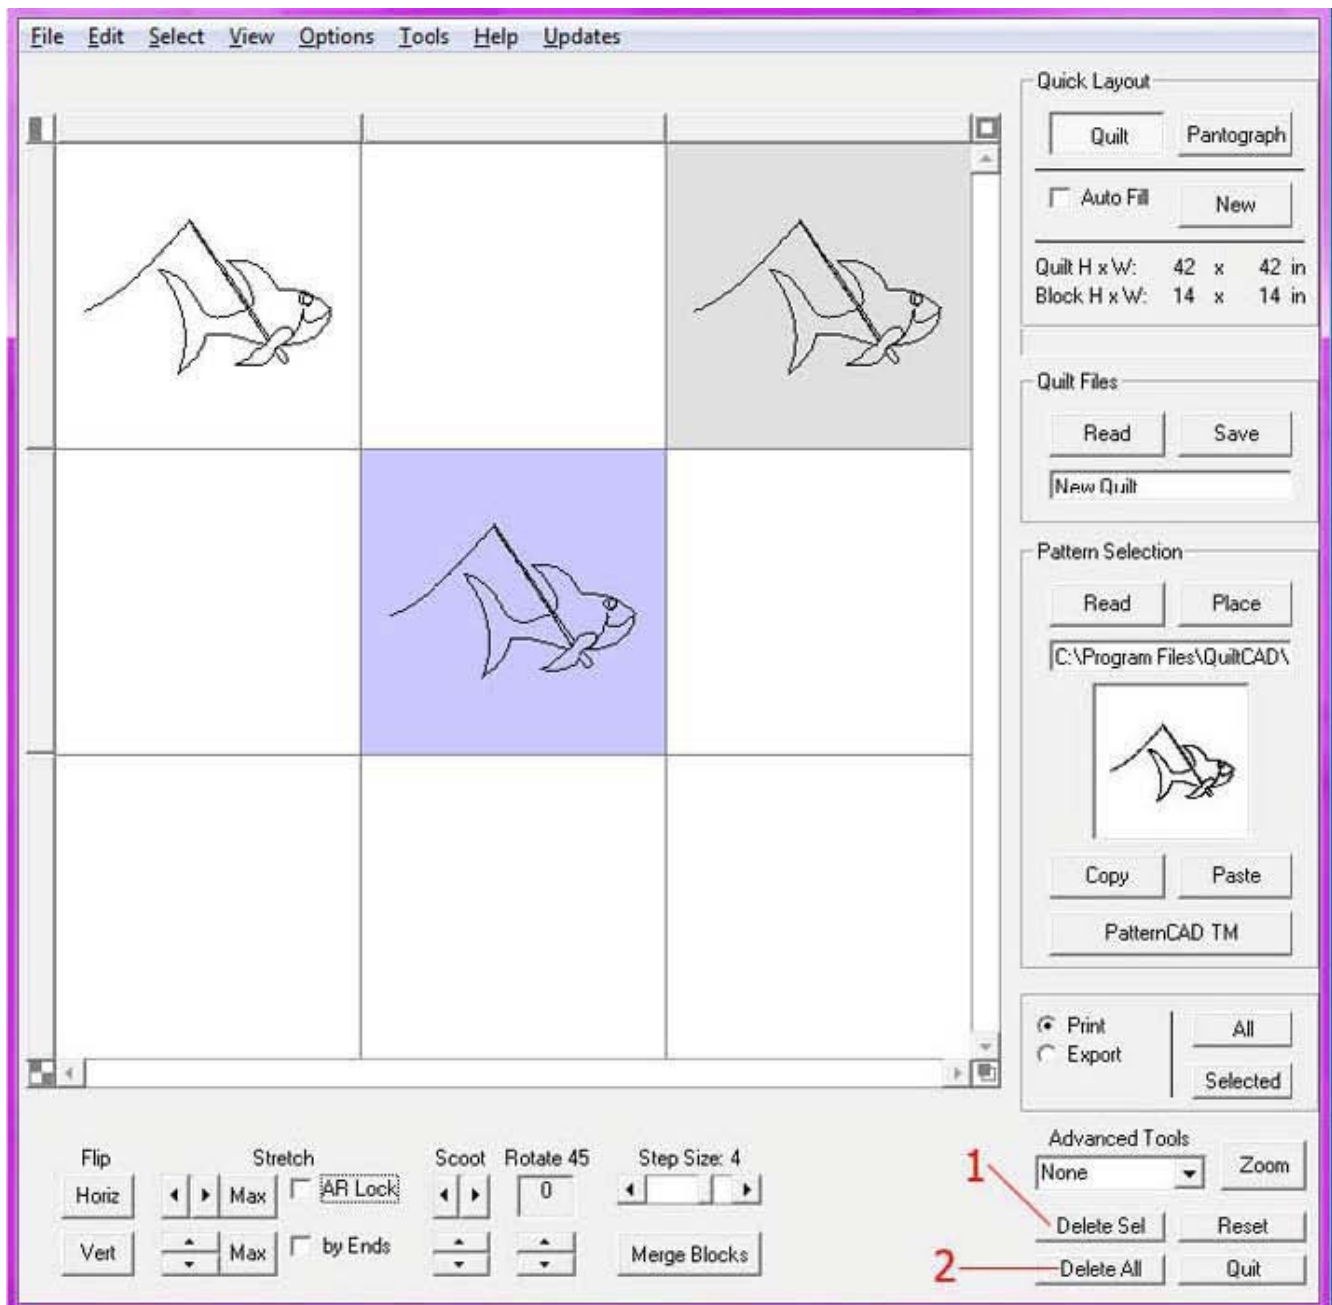 File Edit Select View Options Tools Help Updates
Quick Layout
Quilt Pantograph
Auto Fill New
Quilt H x W: 42 x 42 in
Block H x W: 14 x 14 in
Quilt Files
Read Save
New Quilt
Pattern Selection
Read Place
C:\Program Files\QuiltCAD\
Copy Paste
PatternCAD TM
Print All
Export
Selected
Advanced Tools
None Zoom
1 Delete Sel Reset
2 Delete All Quit
Flip Stretch Scoot Rotate 45 Step Size: 4
Horiz Max AR Lock 0
Vert Max by Ends Merge Blocks